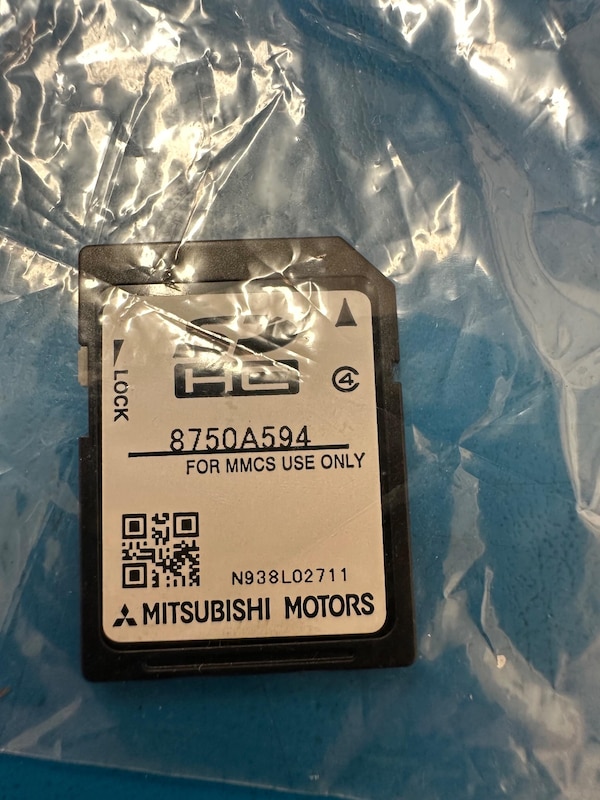 SD
HC
4
LOCK
8750A594
FOR MMCS USE ONLY
N938L02711
MITSUBISHI MOTORS